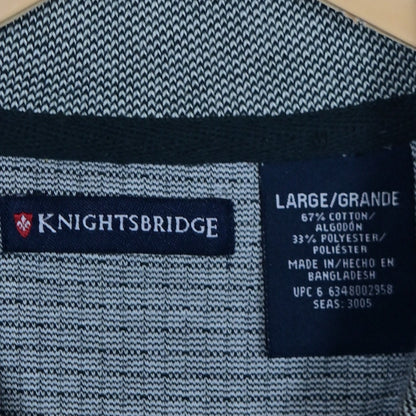 KNIGHTSBRIDGE
LARGE/GRANDE
67% COTTON/
ALGODÓN
33% POLYESTER/
POLIÉSTER
MADE IN/HECHO EN
BANGLADESH
UPC 6 6348002958
SEAS: 3005